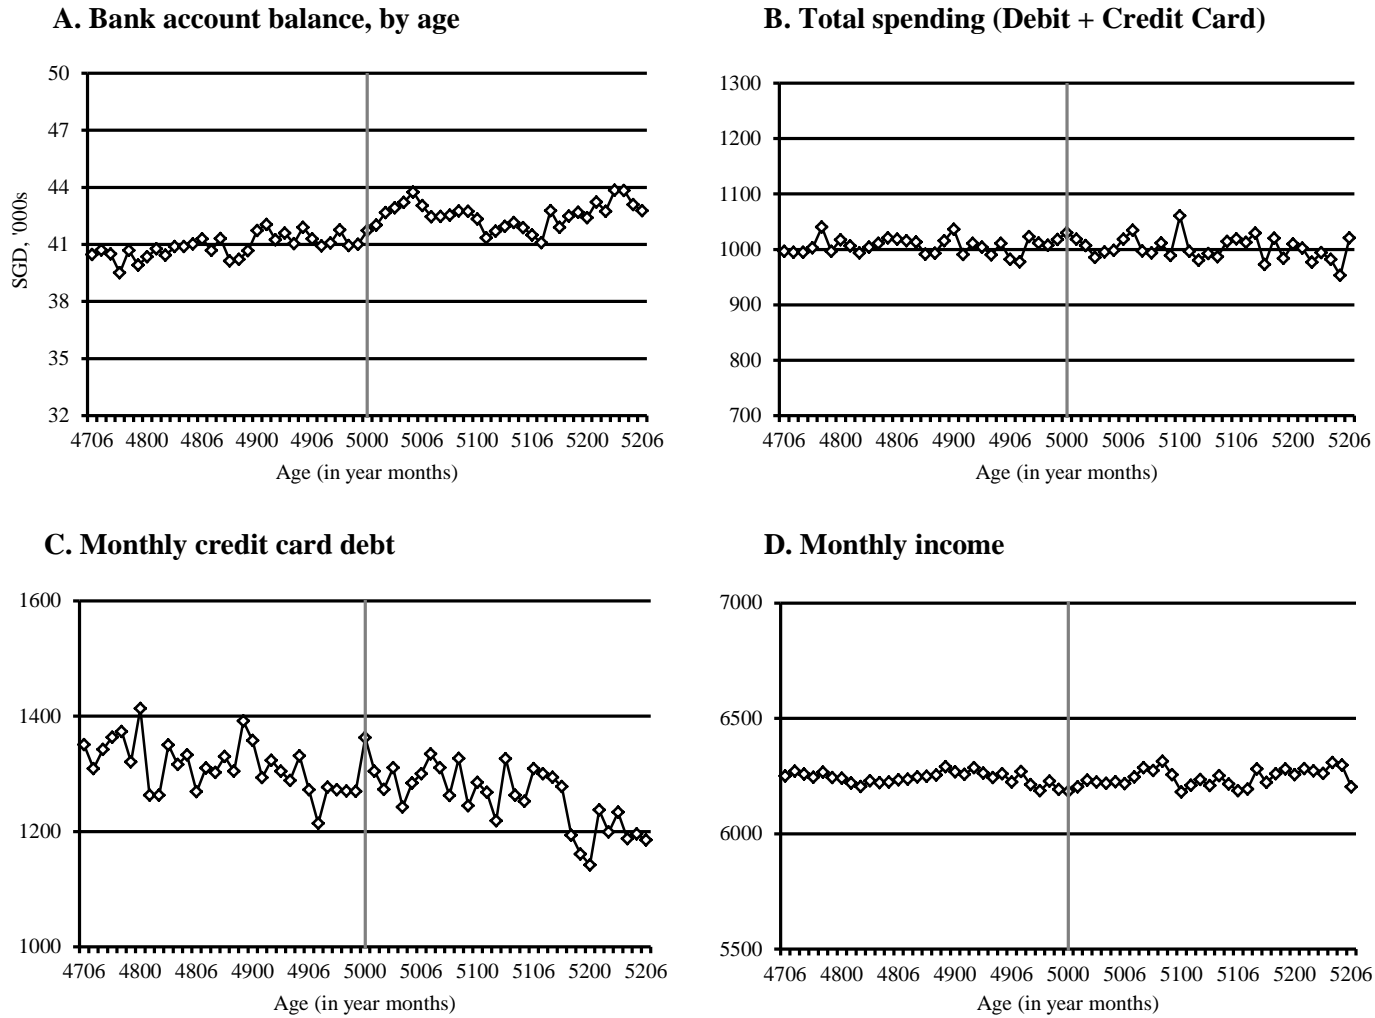 A. Bank account balance, by age
50
47
44
41
38
35
32
SGD, '000s
4706 4800 4806 4900 4906 5000 5006 5100 5106 5200 5206
Age (in year months)
B. Total spending (Debit + Credit Card)
1300
1200
1100
1000
900
800
700
4706 4800 4806 4900 4906 5000 5006 5100 5106 5200 5206
Age (in year months)
C. Monthly credit card debt
1600
1400
1200
1000
4706 4800 4806 4900 4906 5000 5006 5100 5106 5200 5206
Age (in year months)
D. Monthly income
7000
6500
6000
5500
4706 4800 4806 4900 4906 5000 5006 5100 5106 5200 5206
Age (in year months)